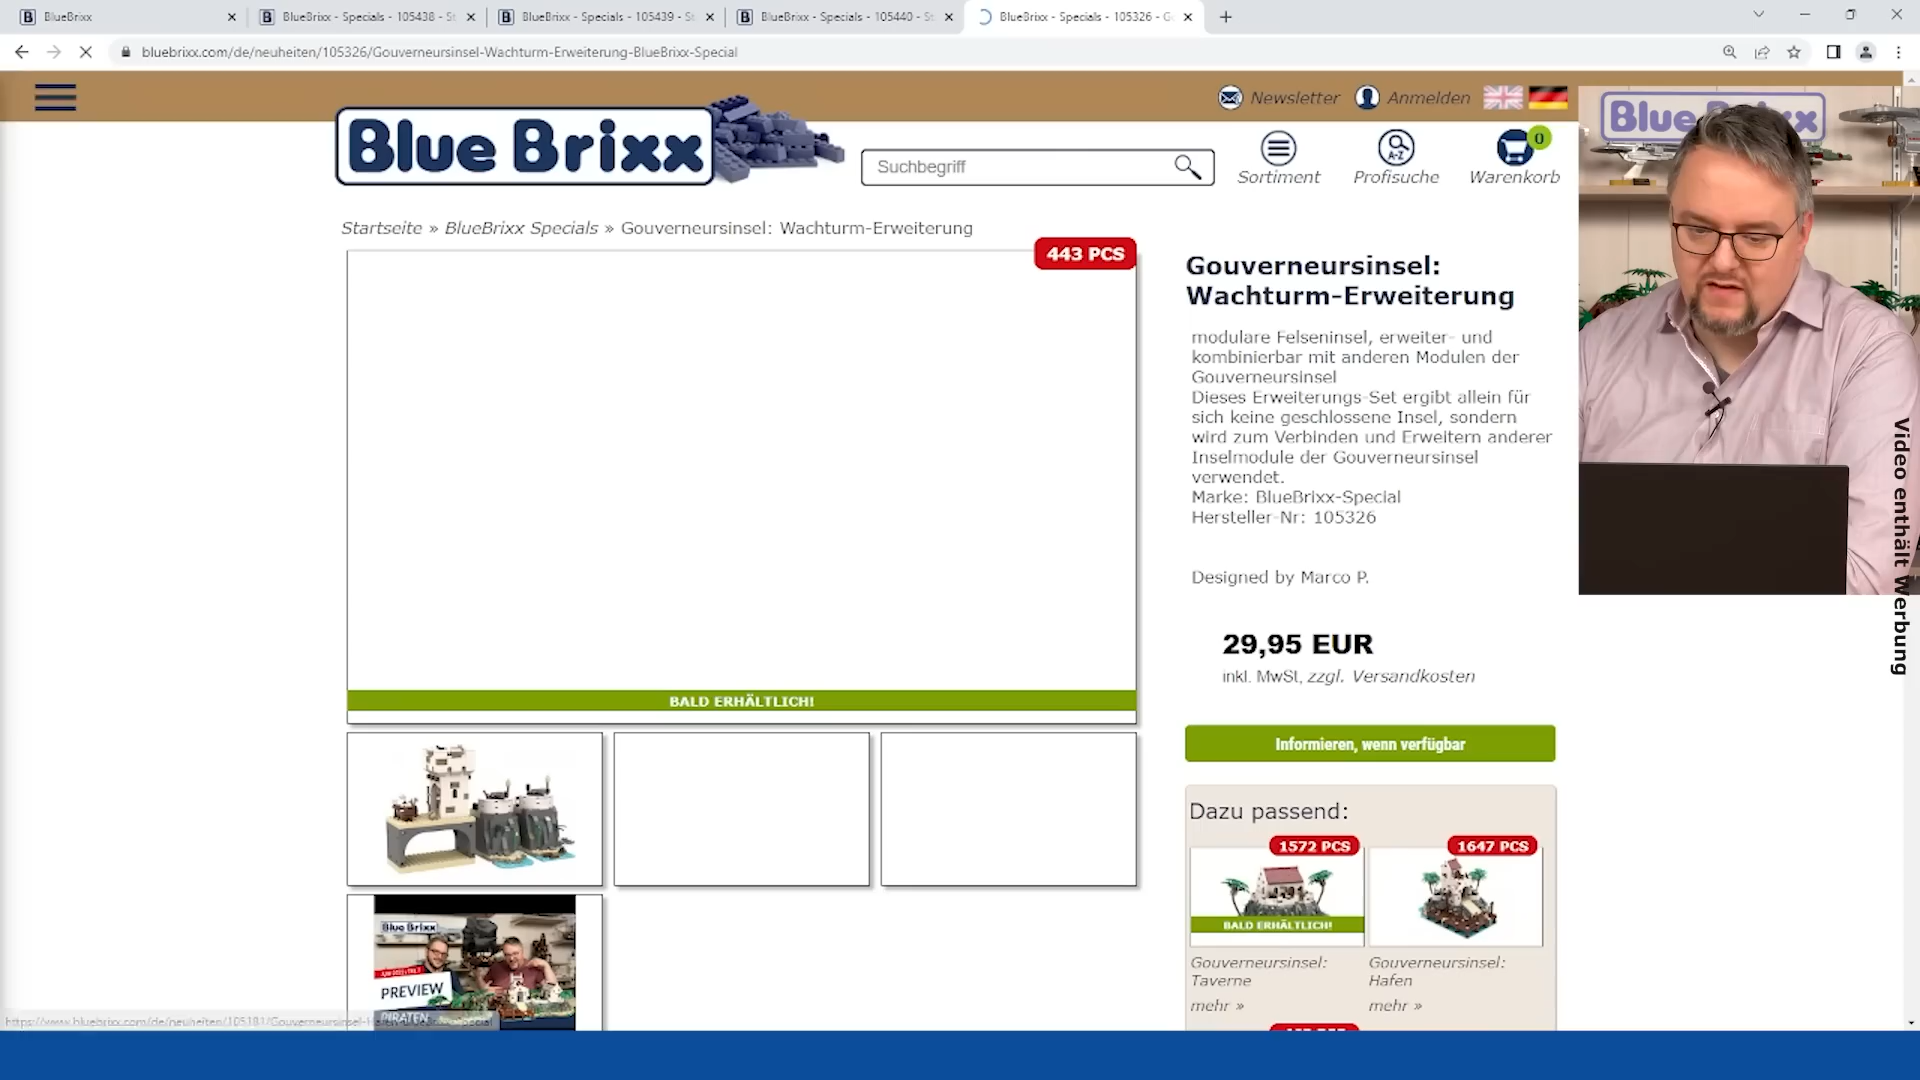 BlueBrixx
BlueBrixx - Specials - 105438 - St
BlueBrixx - Specials - 105439 - St
BlueBrixx - Specials - 105440 - St
BlueBrixx - Specials - 105326 - G
bluebrixx.com/de/neuheiten/105326/Gouverneursinsel-Wachturm-Erweiterung-BlueBrixx-Special
Newsletter
Anmelden
Blue Brixx
Suchbegriff
Sortiment
A-Z
Profisuche
0
Warenkorb
Startseite » BlueBrixx Specials » Gouverneursinsel: Wachturm-Erweiterung
443 PCS
BALD ERHÄLTLICH!
Blue Brixx
PREVIEW
PIRATEN
Gouverneursinsel:
Wachturm-Erweiterung
modulare Felseninsel, erweiter- und
kombinierbar mit anderen Modulen der
Gouverneursinsel
Dieses Erweiterungs-Set ergibt allein für
sich keine geschlossene Insel, sondern
wird zum Verbinden und Erweitern anderer
Inselmodule der Gouverneursinsel
verwendet.
Marke: BlueBrixx-Special
Hersteller-Nr: 105326
Designed by Marco P.
29,95 EUR
inkl. MwSt, zzgl. Versandkosten
Informieren, wenn verfügbar
Dazu passend:
1572 PCS
BALD ERHÄLTLICH!
Gouverneursinsel:
Taverne
mehr »
1647 PCS
Gouverneursinsel:
Hafen
mehr »
Video enthält Werbung